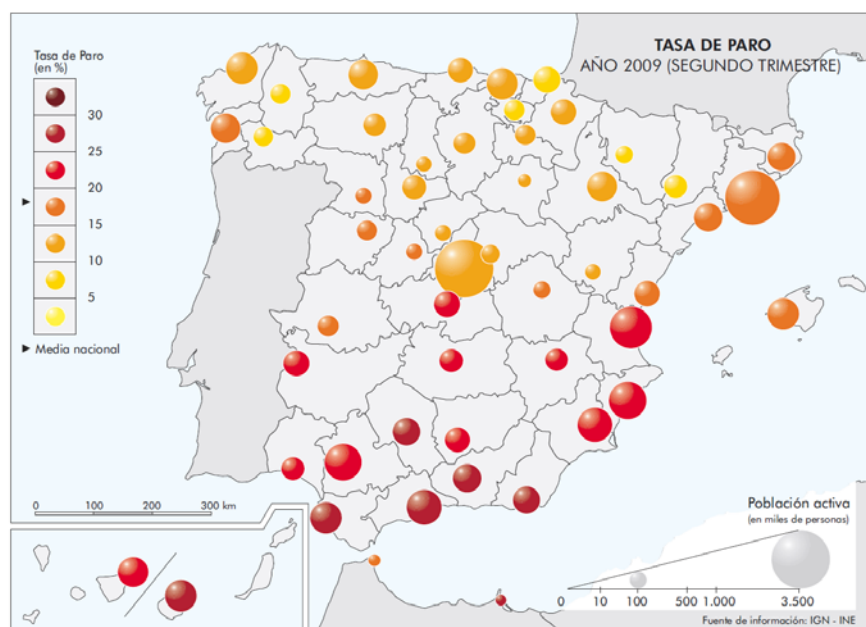 TASA DE PARO
AÑO 2009 (SEGUNDO TRIMESTRE)
Tasa de Paro
(en %)
30
25
20
15
10
5
Media nacional
0 100 200 300 km
Población activa
(en miles de personas)
0 10 100 500 1.000 3.500
Fuente de información: IGN - INE